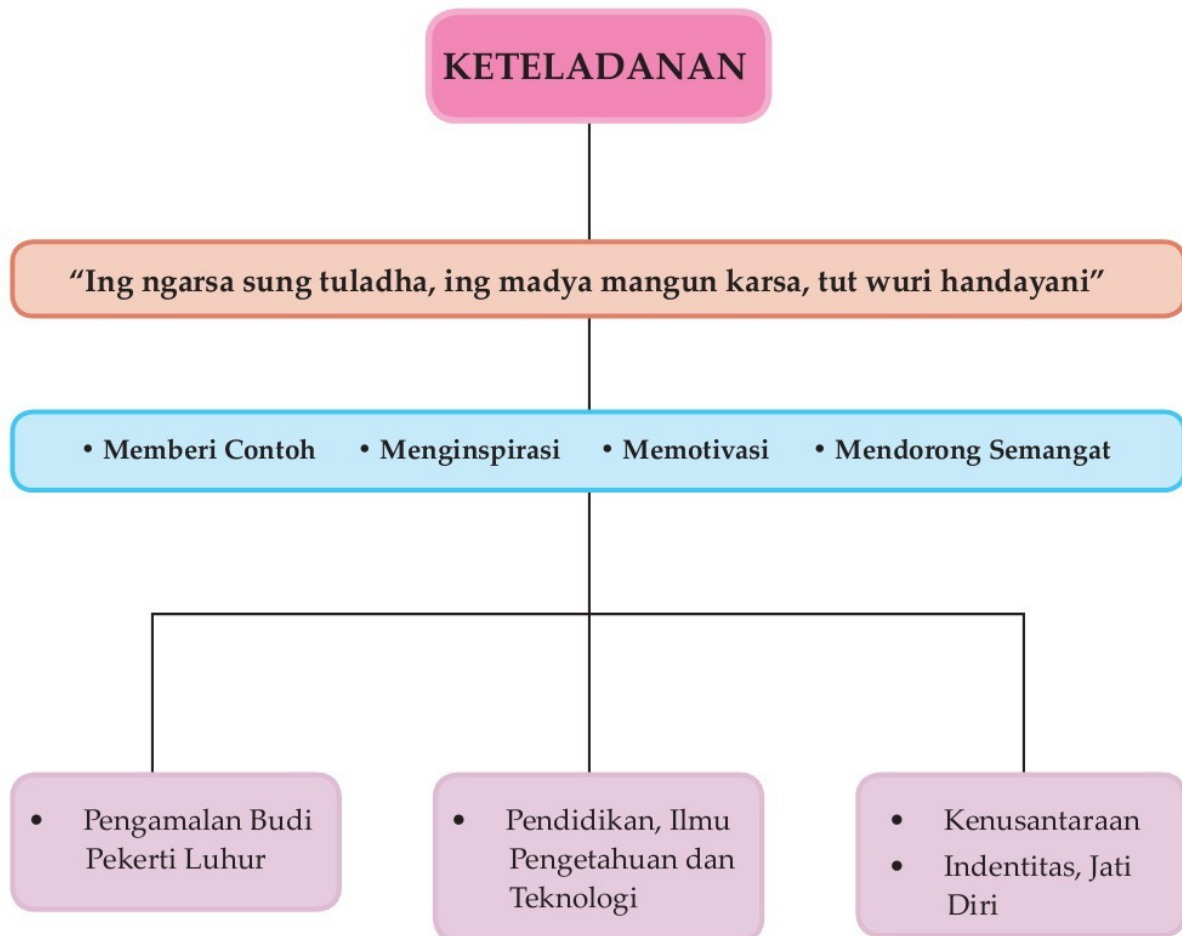 KETELADANAN
“Ing ngarsa sung tuladha, ing madya mangun karsa, tut wuri handayani”
• Memberi Contoh • Menginspirasi • Memotivasi • Mendorong Semangat
• Pengamalan Budi
Pekerti Luhur
• Pendidikan, Ilmu
Pengetahuan dan
Teknologi
• Kenusantaraan
• Indentitas, Jati
Diri